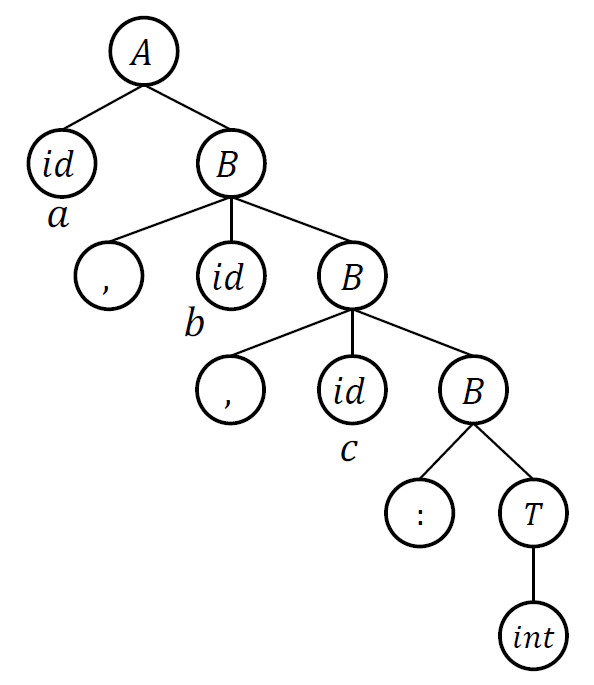 A
id B
a
, id B
b
, id B
c
: T
int